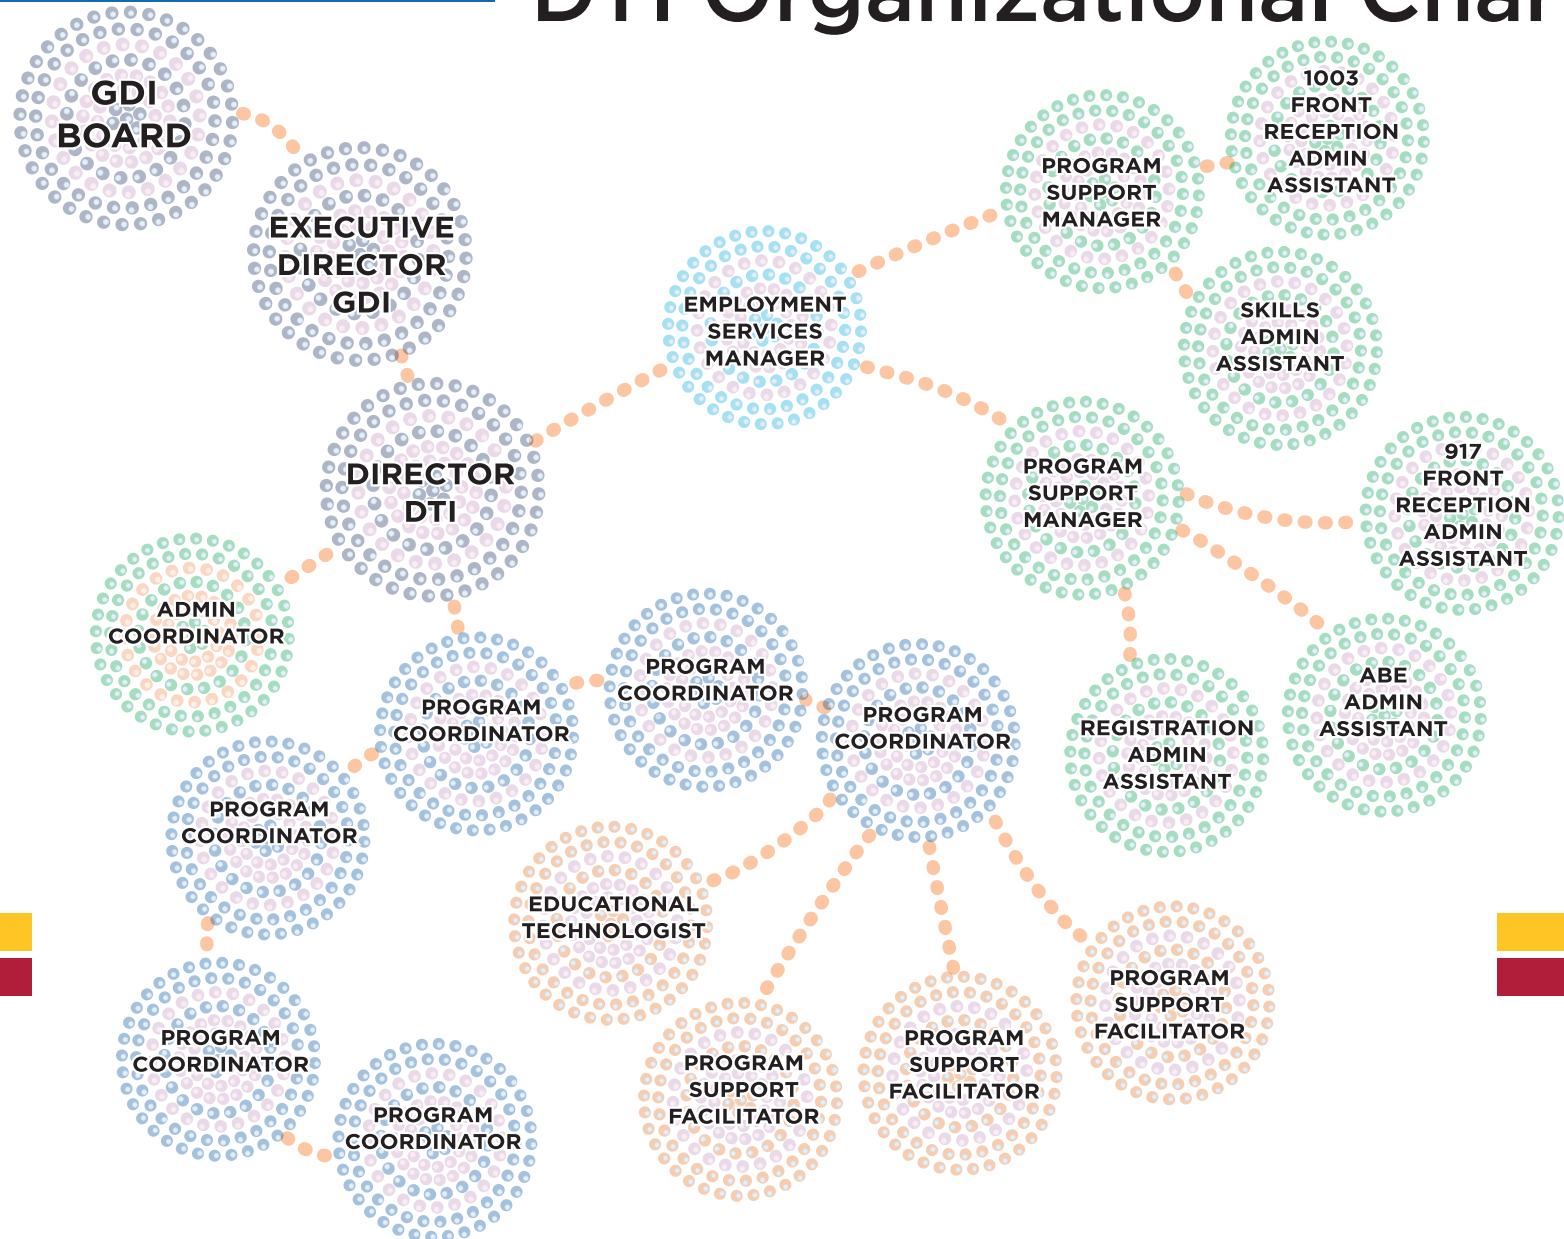 DTI Organizational Char
GDI
BOARD
EXECUTIVE
DIRECTOR
GDI
DIRECTOR
DTI
EMPLOYMENT
SERVICES
MANAGER
PROGRAM
SUPPORT
MANAGER
1003
FRONT
RECEPTION
ADMIN
ASSISTANT
SKILLS
ADMIN
ASSISTANT
PROGRAM
SUPPORT
MANAGER
917
FRONT
RECEPTION
ADMIN
ASSISTANT
ABE
ADMIN
ASSISTANT
REGISTRATION
ADMIN
ASSISTANT
ADMIN
COORDINATOR
PROGRAM
COORDINATOR
PROGRAM
COORDINATOR
PROGRAM
COORDINATOR
PROGRAM
COORDINATOR
PROGRAM
COORDINATOR
PROGRAM
COORDINATOR
EDUCATIONAL
TECHNOLOGIST
PROGRAM
SUPPORT
FACILITATOR
PROGRAM
SUPPORT
FACILITATOR
PROGRAM
SUPPORT
FACILITATOR